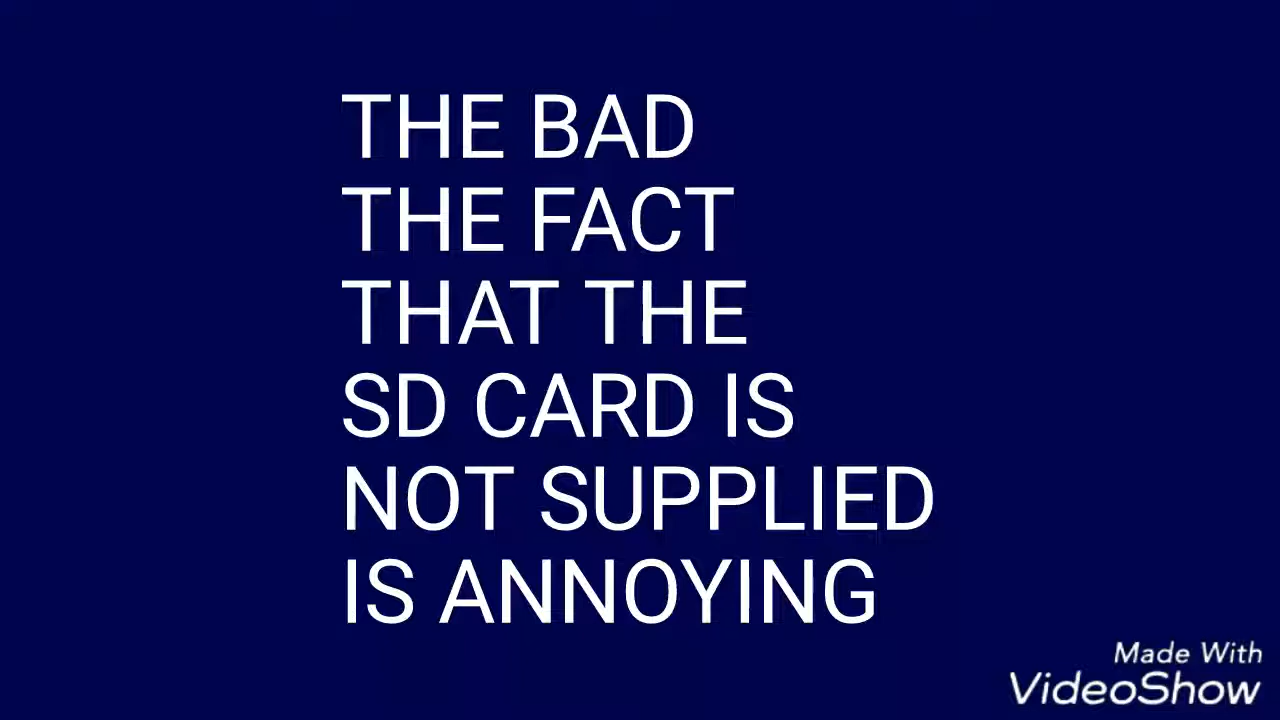 THE BAD
THE FACT
THAT THE
SD CARD IS
NOT SUPPLIED
IS ANNOYING
Made With
VideoShow